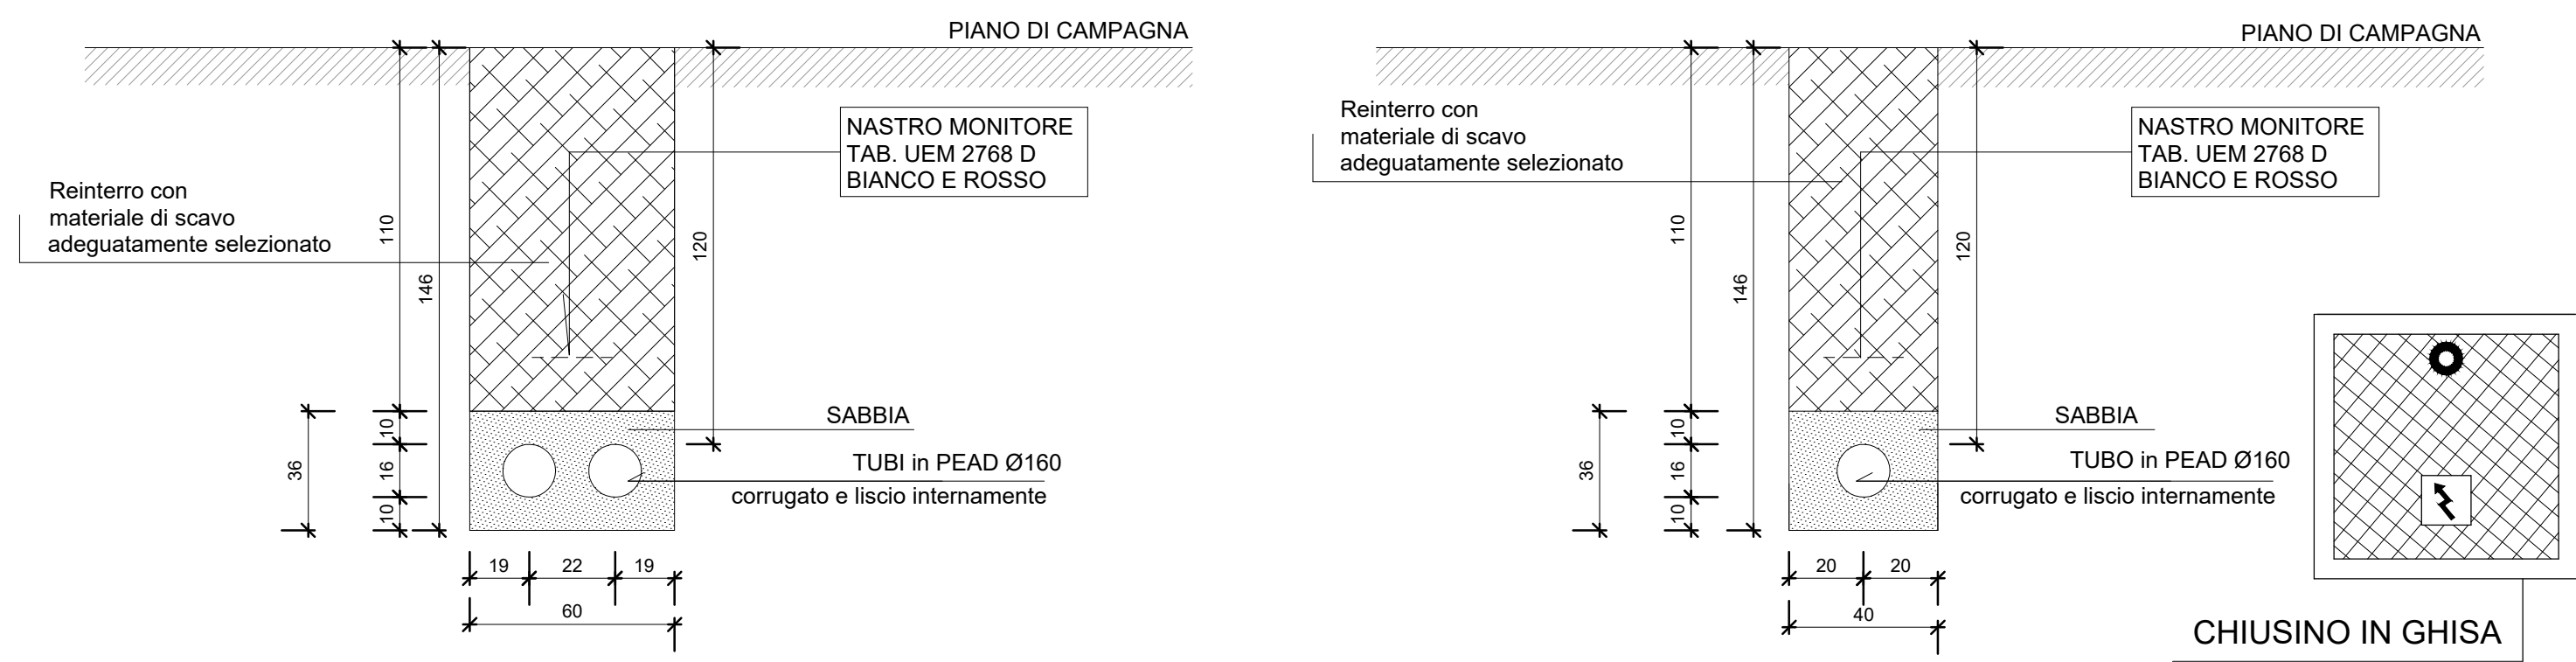 PIANO DI CAMPAGNA
NASTRO MONITORE
TAB. UEM 2768 D
BIANCO E ROSSO
Reinterro con
materiale di scavo
adeguatamente selezionato
110
146
120
36
10
16
10
SABBIA
TUBI in PEAD Ø160
corrugato e liscio internamente
19
22
19
60
PIANO DI CAMPAGNA
Reinterro con
materiale di scavo
adeguatamente selezionato
NASTRO MONITORE
TAB. UEM 2768 D
BIANCO E ROSSO
110
146
120
36
10
16
10
SABBIA
TUBO in PEAD Ø160
corrugato e liscio internamente
20
20
40
CHIUSINO IN GHISA